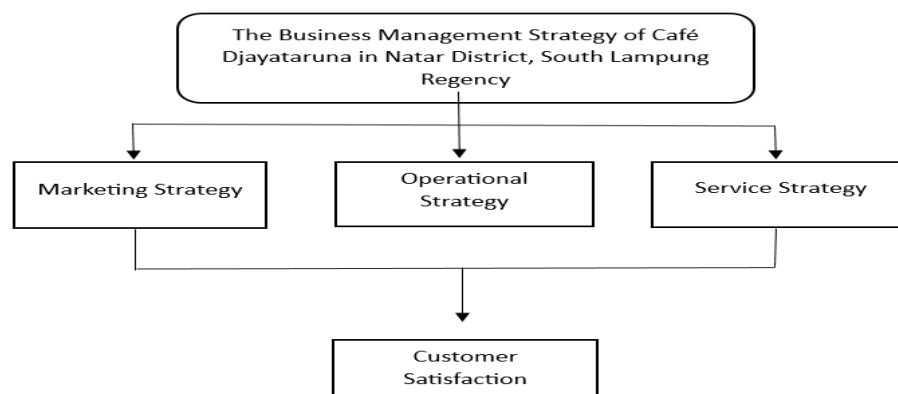 The Business Management Strategy of Café
Djayataruna in Natar District, South Lampung
Regency
Marketing Strategy
Operational
Strategy
Service Strategy
Customer
Satisfaction